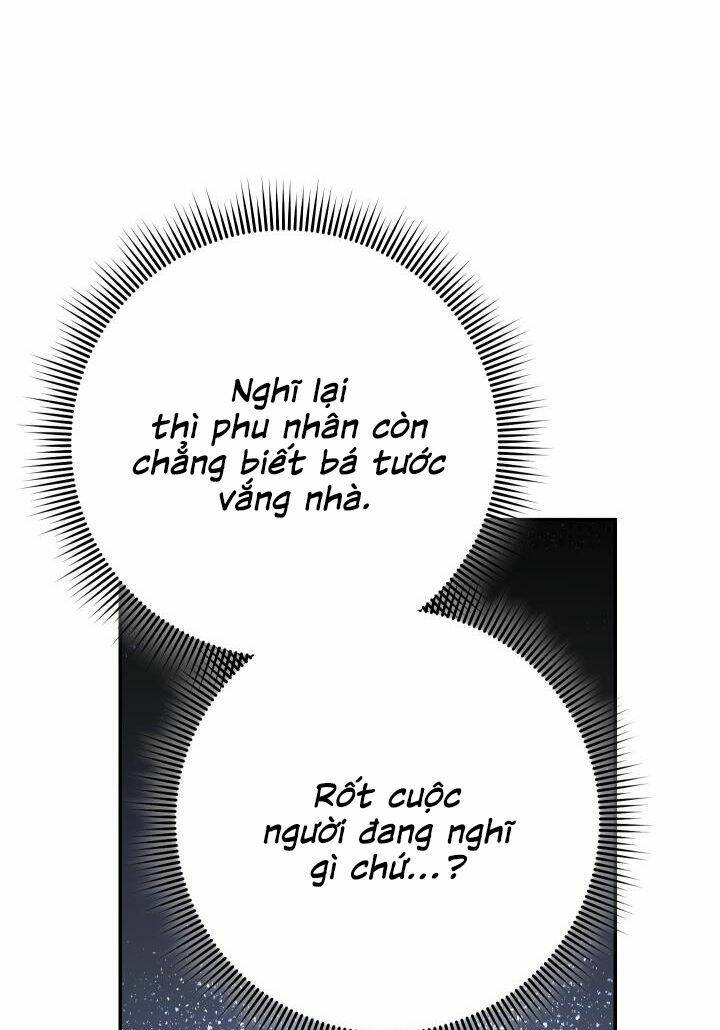 Nghĩ lại
thì phu nhân còn
chẳng biết bá tước
vắng nhà.
Rốt cuộc
người đang nghĩ
gì chứ...?